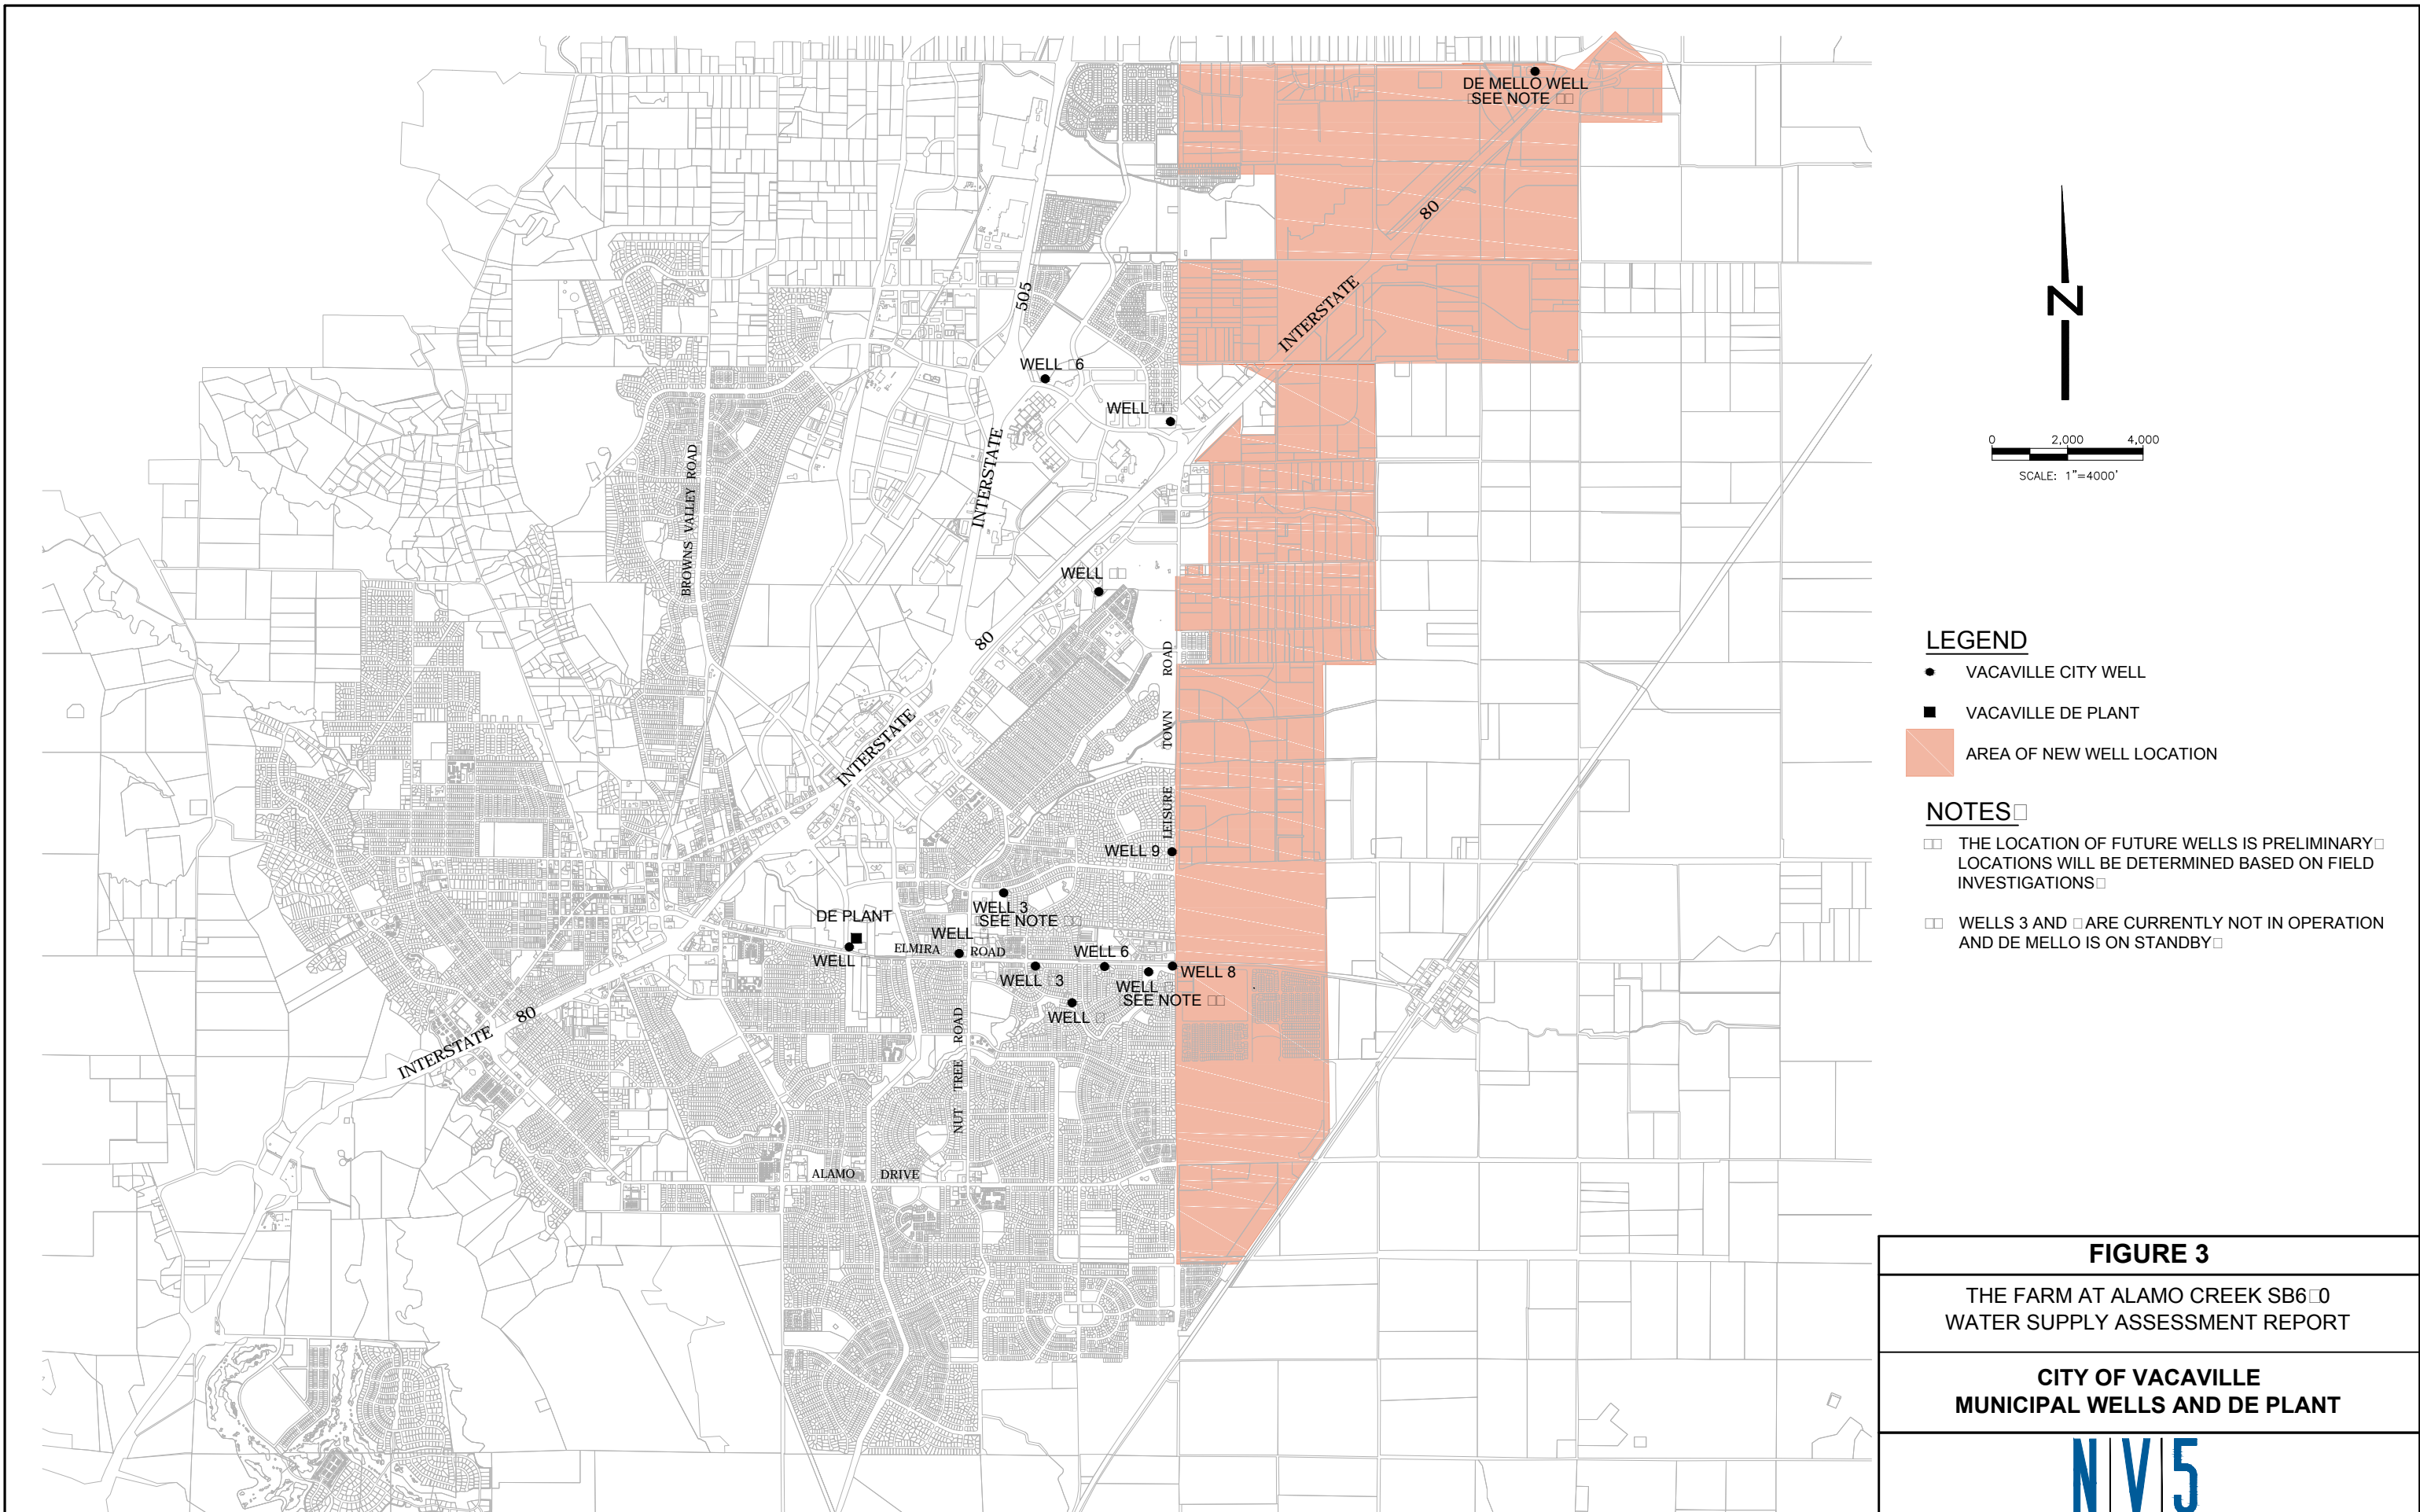 DE MELLO WELL
□SEE NOTE □□
80
INTERSTATE
505
WELL □6
WELL □□
INTERSTATE
BROWNS VALLEY ROAD
WELL □□
80
ROAD
TOWN
LEISURE
INTERSTATE
WELL 9
WELL 3
□SEE NOTE □□
DE PLANT
WELL
ELMIRA ROAD
WELL □
WELL 6
WELL 8
WELL 3
WELL □
SEE NOTE □□
WELL □
80
INTERSTATE
NUT TREE ROAD
ALAMO DRIVE
N
0 2,000 4,000
SCALE: 1"=4000'
LEGEND
VACAVILLE CITY WELL
VACAVILLE DE PLANT
AREA OF NEW WELL LOCATION
NOTES□
□□ THE LOCATION OF FUTURE WELLS IS PRELIMINARY□
LOCATIONS WILL BE DETERMINED BASED ON FIELD
INVESTIGATIONS□
□□ WELLS 3 AND □ ARE CURRENTLY NOT IN OPERATION
AND DE MELLO IS ON STANDBY□
FIGURE 3
THE FARM AT ALAMO CREEK SB6□0
WATER SUPPLY ASSESSMENT REPORT
CITY OF VACAVILLE
MUNICIPAL WELLS AND DE PLANT
N|V|5